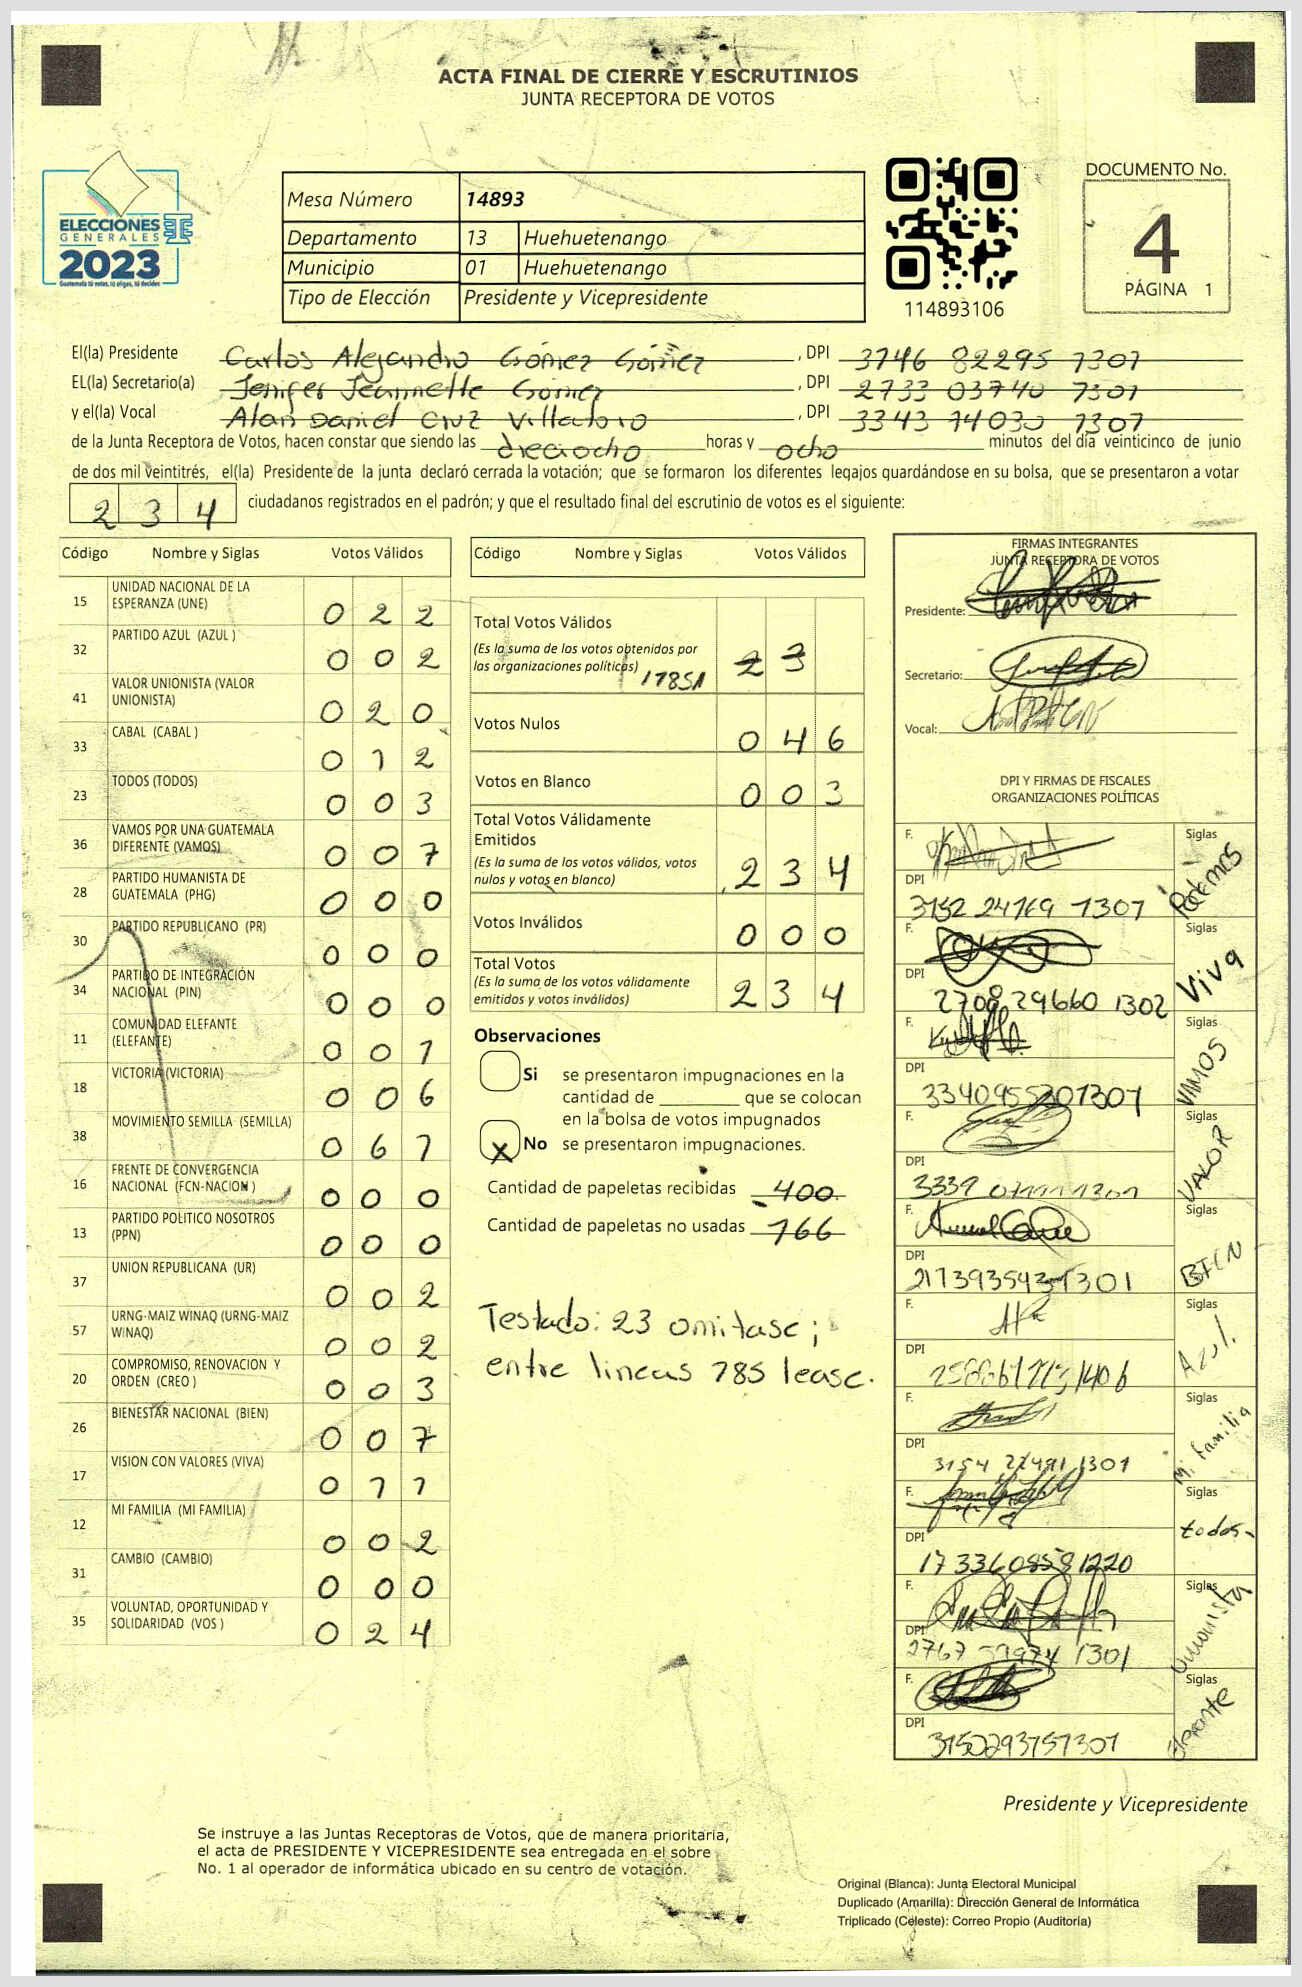 ACTA FINAL DE CIERRE Y ESCRUTINIOS
JUNTA RECEPTORA DE VOTOS
ELECCIONES
GENERALES
2023
Guatemala tú votas, tú eliges, tú decides
Mesa Número 14893
Departamento 13 Huehuetenango
Municipio 01 Huehuetenango
Tipo de Elección Presidente y Vicepresidente
114893106
DOCUMENTO No.
4
PÁGINA 1
El(la) Presidente Carlos Alejandro Gómez Gómez , DPI 3746 82295 1307
EL(la) Secretario(a) Jenifer Jeannette Gómez , DPI 2733 03740 1301
y el(la) Vocal Alan Daniel Cruz Villatoro , DPI 3343 14030 1307
de la Junta Receptora de Votos, hacen constar que siendo las dieciocho horas y ocho minutos del día veinticinco de junio
de dos mil veintitrés, el(la) Presidente de la junta declaró cerrada la votación; que se formaron los diferentes legajos guardándose en su bolsa, que se presentaron a votar
234 ciudadanos registrados en el padrón; y que el resultado final del escrutinio de votos es el siguiente:
Código Nombre y Siglas Votos Válidos
15 UNIDAD NACIONAL DE LA ESPERANZA (UNE) 0 2 2
32 PARTIDO AZUL (AZUL ) 0 0 2
41 VALOR UNIONISTA (VALOR UNIONISTA) 0 2 0
33 CABAL (CABAL ) 0 1 2
23 TODOS (TODOS) 0 0 3
36 VAMOS POR UNA GUATEMALA DIFERENTE (VAMOS) 0 0 7
28 PARTIDO HUMANISTA DE GUATEMALA (PHG) 0 0 0
30 PARTIDO REPUBLICANO (PR) 0 0 0
34 PARTIDO DE INTEGRACIÓN NACIONAL (PIN) 0 0 0
11 COMUNIDAD ELEFANTE (ELEFANTE) 0 0 1
18 VICTORIA (VICTORIA) 0 0 6
38 MOVIMIENTO SEMILLA (SEMILLA) 0 6 1
16 FRENTE DE CONVERGENCIA NACIONAL (FCN-NACION ) 0 0 0
13 PARTIDO POLITICO NOSOTROS (PPN) 0 0 0
37 UNION REPUBLICANA (UR) 0 0 2
57 URNG-MAIZ WINAQ (URNG-MAIZ WINAQ) 0 0 2
20 COMPROMISO, RENOVACION Y ORDEN (CREO ) 0 0 3
26 BIENESTAR NACIONAL (BIEN) 0 0 7
17 VISION CON VALORES (VIVA) 0 1 1
12 MI FAMILIA (MI FAMILIA) 0 0 2
31 CAMBIO (CAMBIO) 0 0 0
35 VOLUNTAD, OPORTUNIDAD Y SOLIDARIDAD (VOS ) 0 2 4
Código Nombre y Siglas Votos Válidos
Total Votos Válidos 2 3
(Es la suma de los votos obtenidos por
las organizaciones políticas) 185
Votos Nulos 0 4 6
Votos en Blanco 0 0 3
Total Votos Válidamente
Emitidos
(Es la suma de los votos válidos, votos
nulos y votos en blanco) 2 3 4
Votos Inválidos 0 0 0
Total Votos
(Es la suma de los votos válidamente
emitidos y votos inválidos) 2 3 4
Observaciones
Si se presentaron impugnaciones en la
cantidad de ________ que se colocan
en la bolsa de votos impugnados
X No se presentaron impugnaciones.
Cantidad de papeletas recibidas 400
Cantidad de papeletas no usadas 166
Testado: 23 omitase;
entre lineas 185 lease.
FIRMAS INTEGRANTES
JUNTA RECEPTORA DE VOTOS
Presidente:
Secretario:
Vocal:
DPI Y FIRMAS DE FISCALES
ORGANIZACIONES POLÍTICAS
F. Siglas Podemos
DPI 3152 24769 1307
F. Siglas Viva
DPI 2708 29660 1302
F. Siglas VAMOS
DPI 3340955301307
F. Siglas VALOR
DPI 3339
F. Siglas BIEN
DPI 2173935431301
F. Siglas Azul.
DPI
F. Siglas Mi Familia
DPI 3154 22491 1301
F. Siglas todos-
DPI 1733608581220
F. Siglas Unionista
DPI 2767 39974 1301
F. Siglas Elefante
DPI 3150293751301
Presidente y Vicepresidente
Se instruye a las Juntas Receptoras de Votos, que de manera prioritaria,
el acta de PRESIDENTE Y VICEPRESIDENTE sea entregada en el sobre
No. 1 al operador de informática ubicado en su centro de votación.
Original (Blanca): Junta Electoral Municipal
Duplicado (Amarilla): Dirección General de Informática
Triplicado (Celeste): Correo Propio (Auditoría)